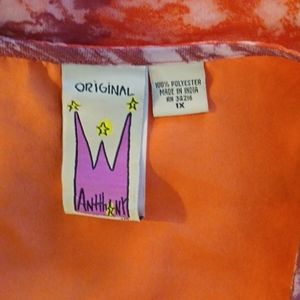 ORIGINAL
ANTHONY
100% POLYESTER
MADE IN INDIA
RN 38216
1X